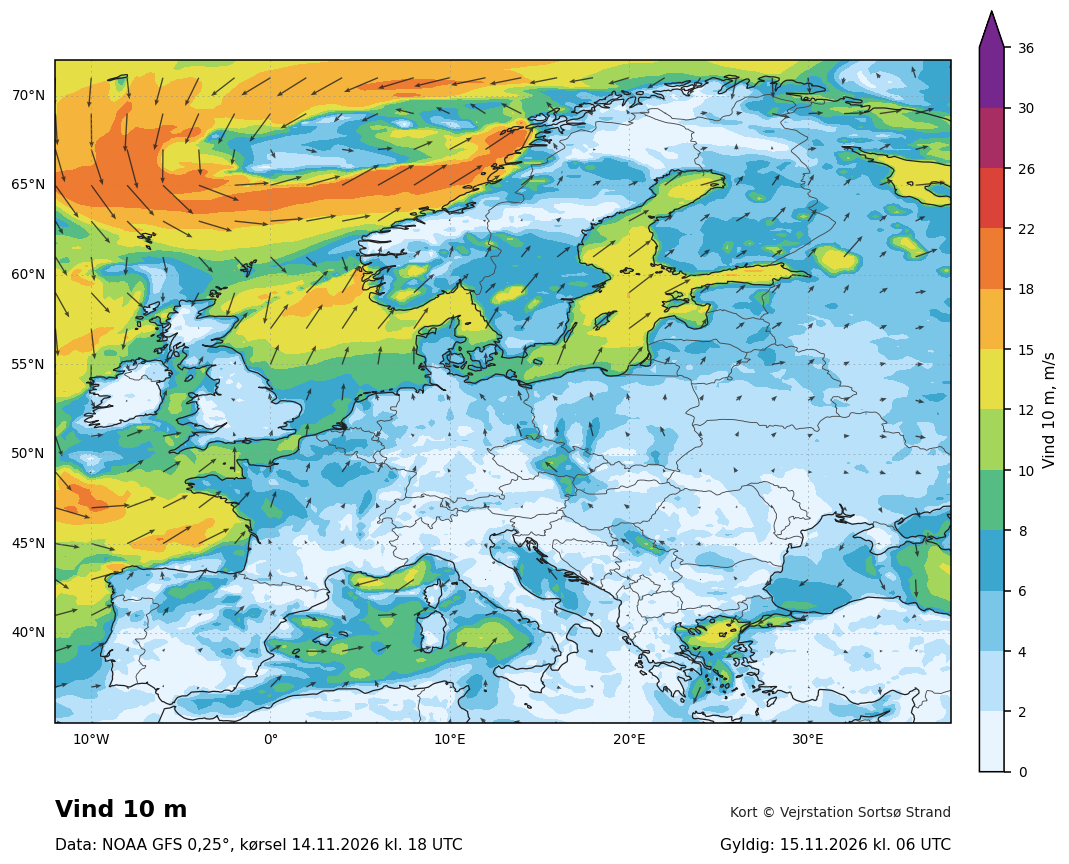 36
30
26
22
18
15
12
10
8
6
4
2
0
Vind 10 m, m/s
70°N
65°N
60°N
55°N
50°N
45°N
40°N
10°W
0°
10°E
20°E
30°E
Vind 10 m
Kort © Vejrstation Sortsø Strand
Data: NOAA GFS 0,25°, kørsel 14.11.2026 kl. 18 UTC
Gyldig: 15.11.2026 kl. 06 UTC